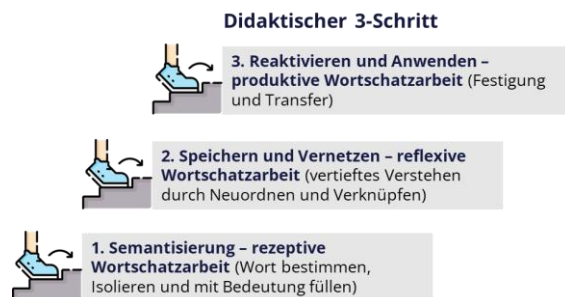 Didaktischer 3-Schritt
3. Reaktivieren und Anwenden –
produktive Wortschatzarbeit (Festigung
und Transfer)
2. Speichern und Vernetzen – reflexive
Wortschatzarbeit (vertieftes Verstehen
durch Neuordnen und Verknüpfen)
1. Semantisierung – rezeptive
Wortschatzarbeit (Wort bestimmen,
Isolieren und mit Bedeutung füllen)